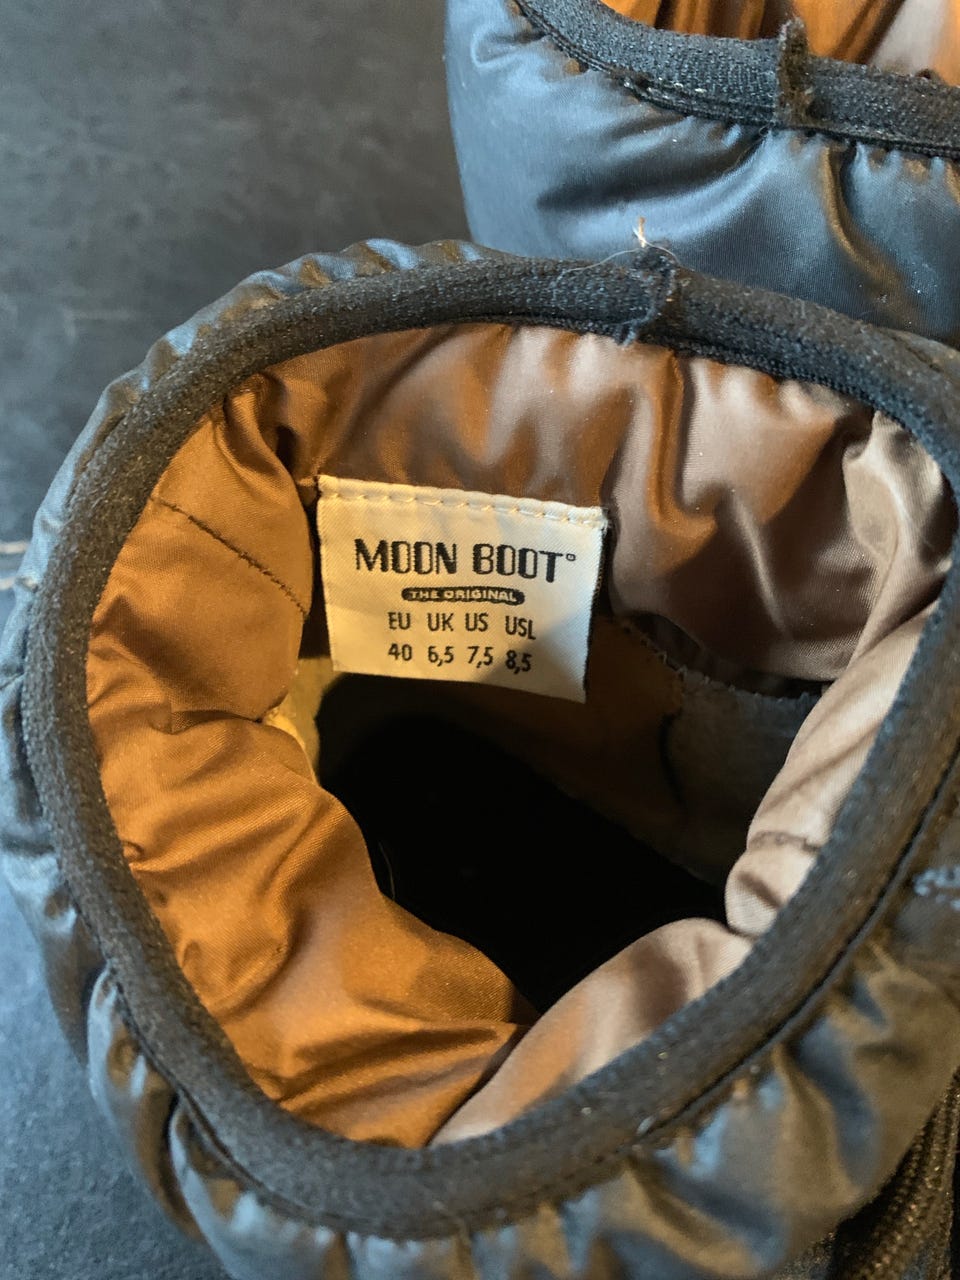 MOON BOOT®
THE ORIGINAL
EU UK US USL
40 6,5 7,5 8,5